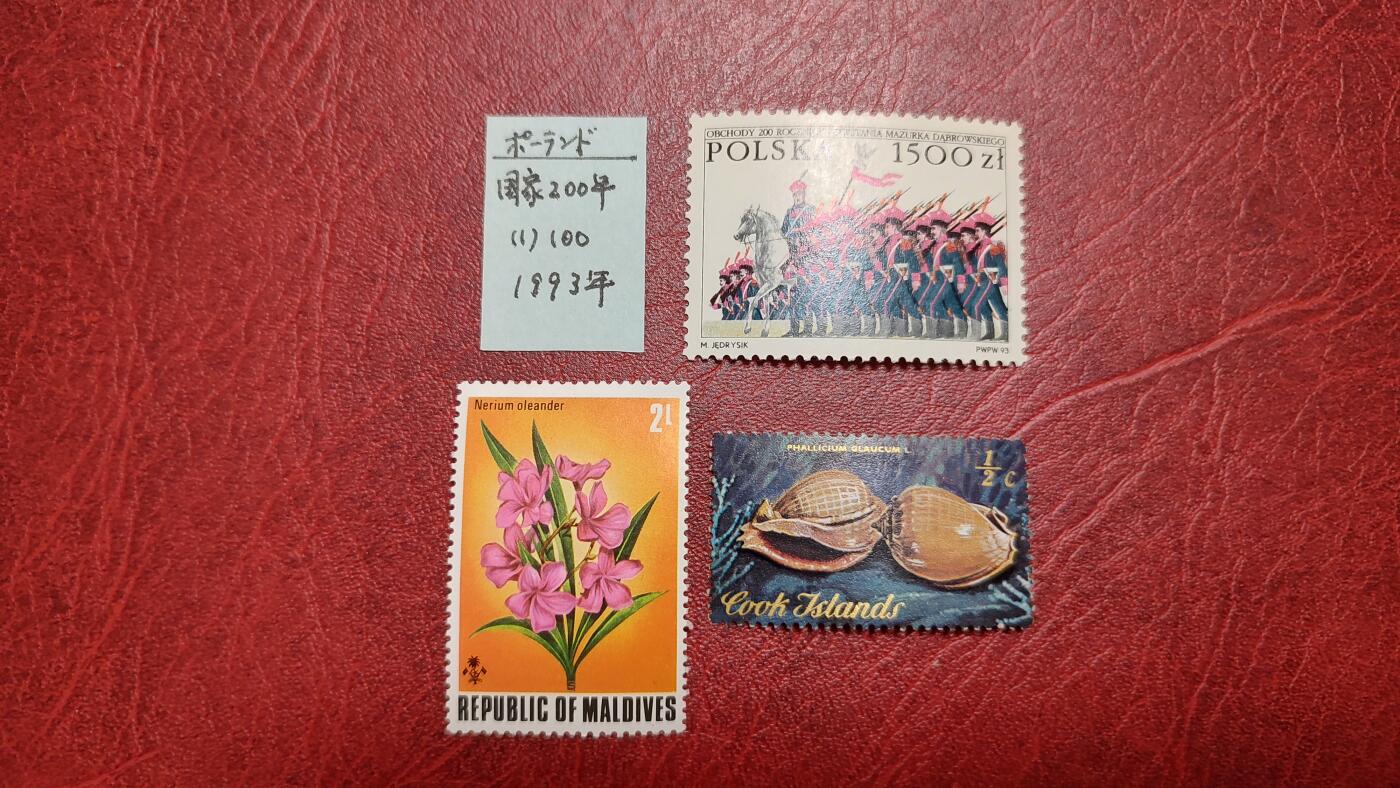 ポーランド
国家200年
(1) 100
1993年
OBCHODY 200 ROCZNICY POWSTANIA MAZURKA DĄBROWSKIEGO
POLSKA 1500 zł
M. JĘDRYSIK
PWPW 93
Nerium oleander
2l
REPUBLIC OF MALDIVES
PHALLICIUM GLAUCUM L
½ c
Cook Islands